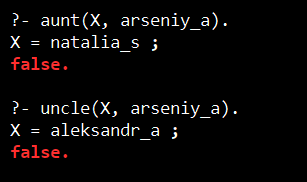 ?- aunt(X, arseniy_a).
X = natalia_s ;
false.
?- uncle(X, arseniy_a).
X = aleksandr_a ;
false.